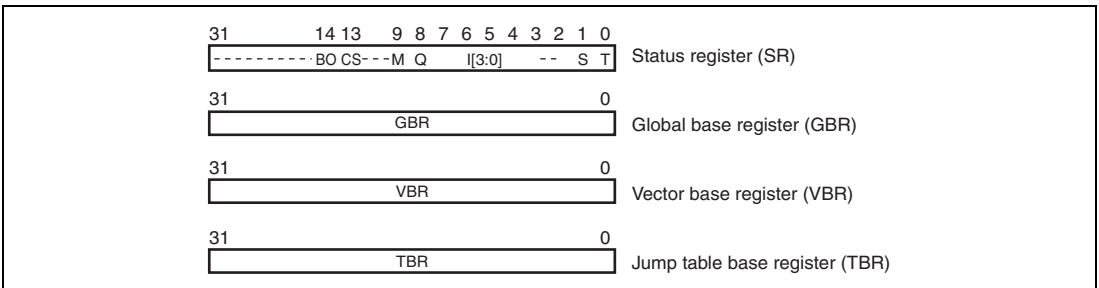 31 14 13 9 8 7 6 5 4 3 2 1 0
- - - - - - - - - - - BO CS - - - M Q I[3:0] - - S T Status register (SR)
31 0
GBR Global base register (GBR)
31 0
VBR Vector base register (VBR)
31 0
TBR Jump table base register (TBR)